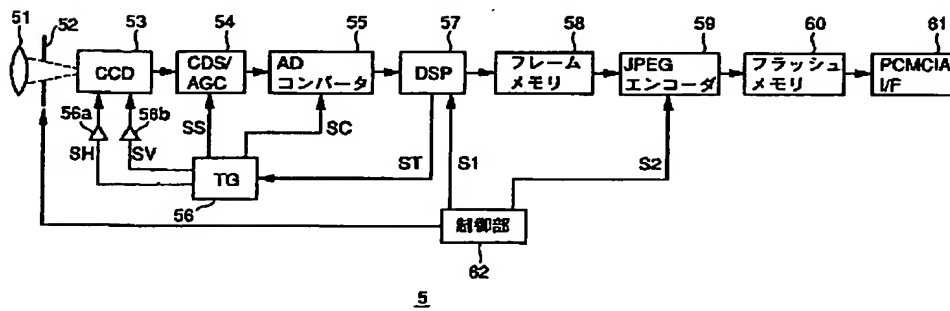 51
52
53
54
55
57
58
59
60
61
CCD
CDS/
AGC
AD
コンバータ
DSP
フレーム
メモリ
JPEG
エンコーダ
フラッシュ
メモリ
PCMCIA
I/F
56a
56b
SH
SV
SS
SC
ST
S1
S2
TG
56
制御部
62
5